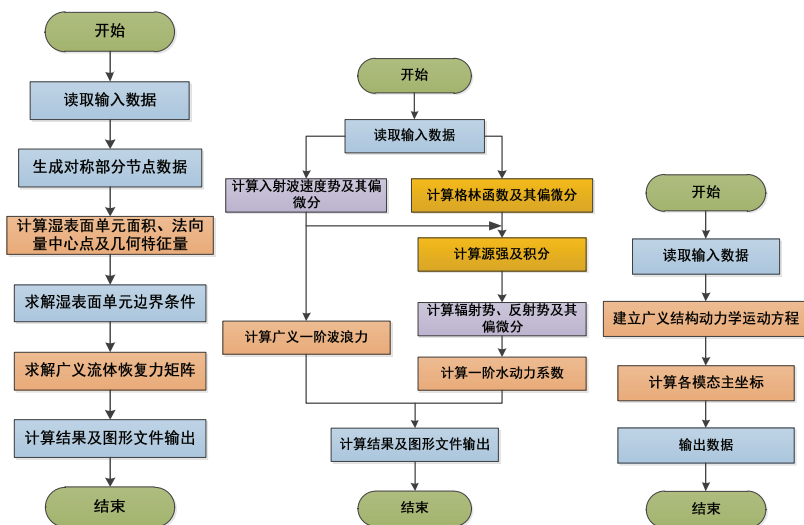 开始
读取输入数据
生成对称部分节点数据
计算湿表面单元面积、法向
量中心点及几何特征量
求解湿表面单元边界条件
求解广义流体恢复力矩阵
计算结果及图形文件输出
结束
开始
读取输入数据
计算入射波速度势及其偏
微分
计算格林函数及其偏微分
计算源强及积分
计算辐射势、反射势及其
偏微分
计算广义一阶波浪力
计算一阶水动力系数
计算结果及图形文件输出
结束
开始
读取输入数据
建立广义结构动力学运动方程
计算各模态主坐标
输出数据
结束